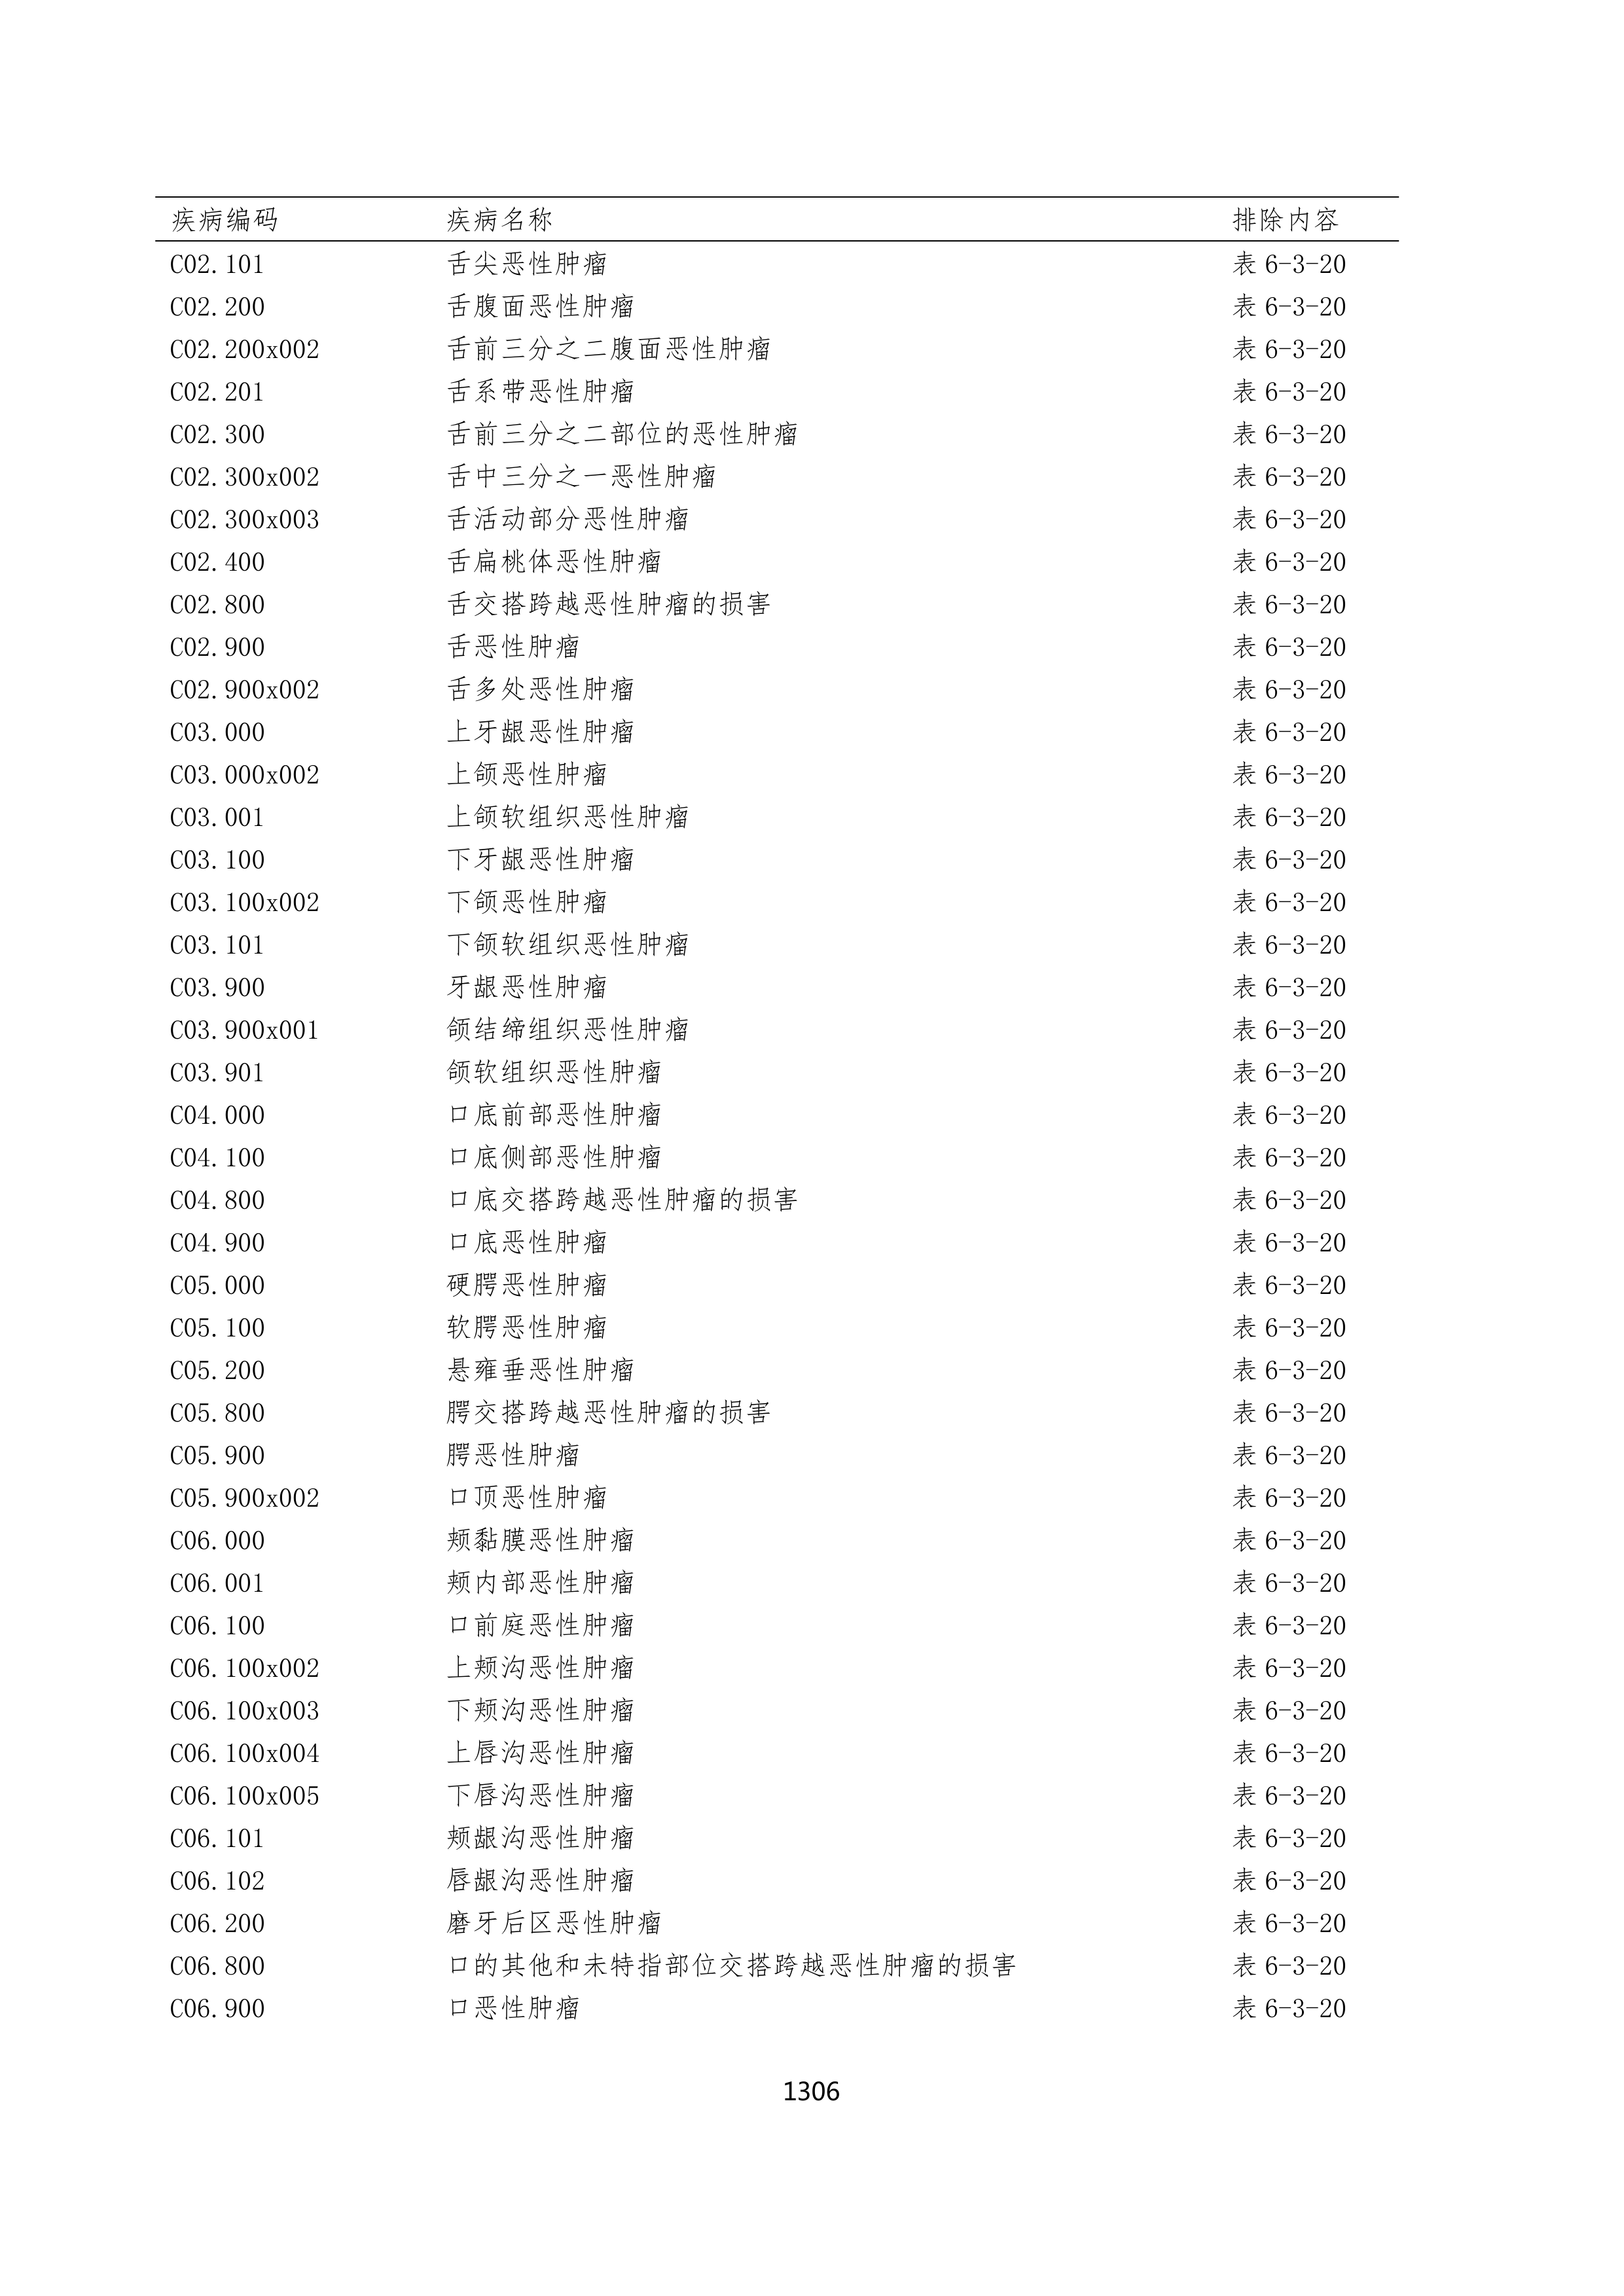 疾病编码 疾病名称 排除内容
C02.101 舌尖恶性肿瘤 表 6-3-20
C02.200 舌腹面恶性肿瘤 表 6-3-20
C02.200x002 舌前三分之二腹面恶性肿瘤 表 6-3-20
C02.201 舌系带恶性肿瘤 表 6-3-20
C02.300 舌前三分之二部位的恶性肿瘤 表 6-3-20
C02.300x002 舌中三分之一恶性肿瘤 表 6-3-20
C02.300x003 舌活动部分恶性肿瘤 表 6-3-20
C02.400 舌扁桃体恶性肿瘤 表 6-3-20
C02.800 舌交搭跨越恶性肿瘤的损害 表 6-3-20
C02.900 舌恶性肿瘤 表 6-3-20
C02.900x002 舌多处恶性肿瘤 表 6-3-20
C03.000 上牙龈恶性肿瘤 表 6-3-20
C03.000x002 上颌恶性肿瘤 表 6-3-20
C03.001 上颌软组织恶性肿瘤 表 6-3-20
C03.100 下牙龈恶性肿瘤 表 6-3-20
C03.100x002 下颌恶性肿瘤 表 6-3-20
C03.101 下颌软组织恶性肿瘤 表 6-3-20
C03.900 牙龈恶性肿瘤 表 6-3-20
C03.900x001 颌结缔组织恶性肿瘤 表 6-3-20
C03.901 颌软组织恶性肿瘤 表 6-3-20
C04.000 口底前部恶性肿瘤 表 6-3-20
C04.100 口底侧部恶性肿瘤 表 6-3-20
C04.800 口底交搭跨越恶性肿瘤的损害 表 6-3-20
C04.900 口底恶性肿瘤 表 6-3-20
C05.000 硬腭恶性肿瘤 表 6-3-20
C05.100 软腭恶性肿瘤 表 6-3-20
C05.200 悬雍垂恶性肿瘤 表 6-3-20
C05.800 腭交搭跨越恶性肿瘤的损害 表 6-3-20
C05.900 腭恶性肿瘤 表 6-3-20
C05.900x002 口顶恶性肿瘤 表 6-3-20
C06.000 颊黏膜恶性肿瘤 表 6-3-20
C06.001 颊内部恶性肿瘤 表 6-3-20
C06.100 口前庭恶性肿瘤 表 6-3-20
C06.100x002 上颊沟恶性肿瘤 表 6-3-20
C06.100x003 下颊沟恶性肿瘤 表 6-3-20
C06.100x004 上唇沟恶性肿瘤 表 6-3-20
C06.100x005 下唇沟恶性肿瘤 表 6-3-20
C06.101 颊龈沟恶性肿瘤 表 6-3-20
C06.102 唇龈沟恶性肿瘤 表 6-3-20
C06.200 磨牙后区恶性肿瘤 表 6-3-20
C06.800 口的其他和未特指部位交搭跨越恶性肿瘤的损害 表 6-3-20
C06.900 口恶性肿瘤 表 6-3-20
1306